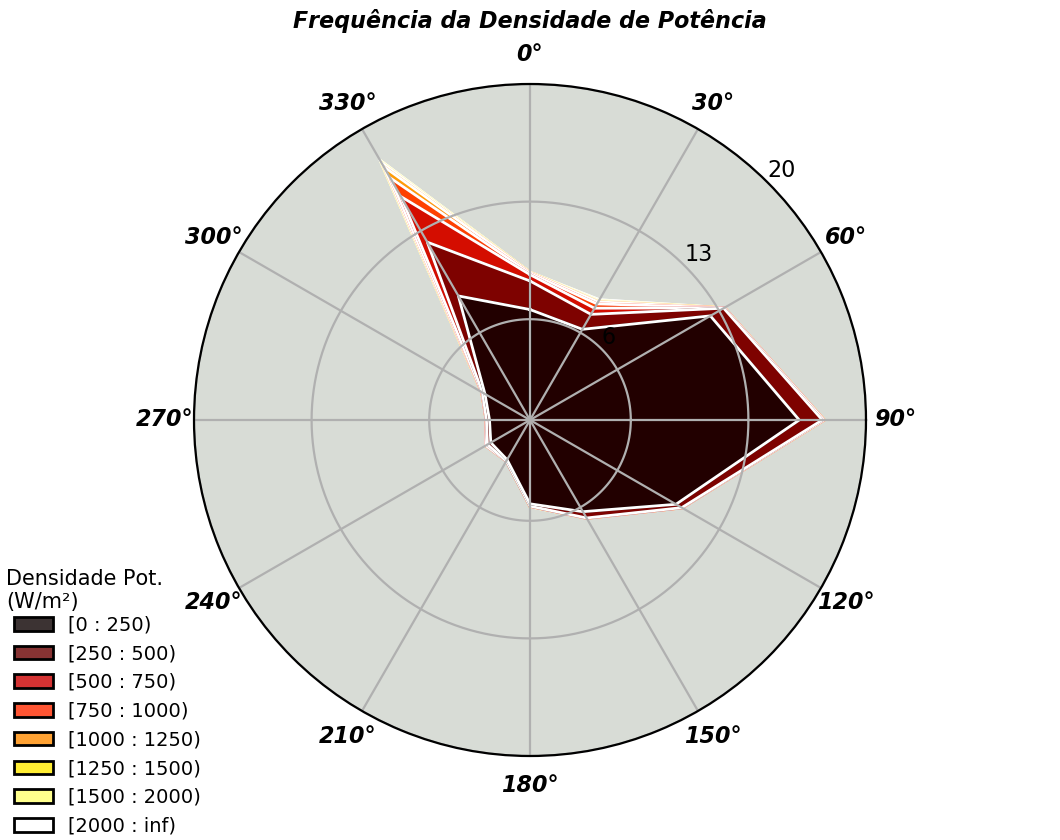 Frequência da Densidade de Potência
0°
330°
30°
20
300°
60°
13
6
270°
90°
240°
120°
210°
150°
180°
Densidade Pot.
(W/m²)
[0 : 250)
[250 : 500)
[500 : 750)
[750 : 1000)
[1000 : 1250)
[1250 : 1500)
[1500 : 2000)
[2000 : inf)